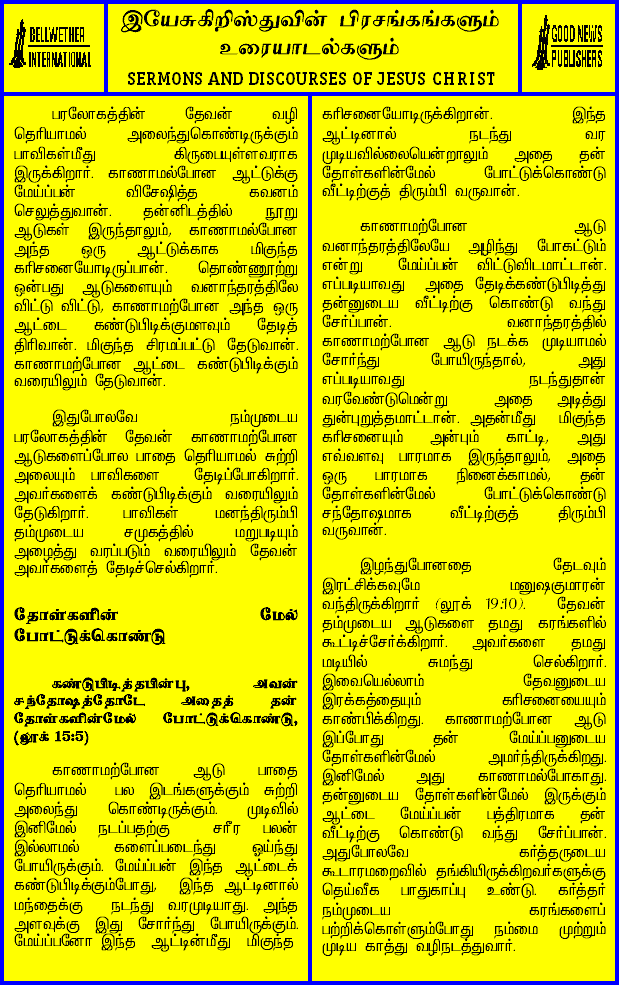 BELLWETHER
INTERNATIONAL
இயேசுகிறிஸ்துவின் பிரசங்கங்களும்
உரையாடல்களும்
SERMONS AND DISCOURSES OF JESUS CHRIST
GOOD NEWS
PUBLISHERS
பரலோகத்தின் தேவன் வழி
தெரியாமல் அலைந்துகொண்டிருக்கும்
பாவிகள்மீது கிருபையுள்ளவராக
இருக்கிறார். காணாமல்போன ஆட்டுக்கு
மேய்ப்பன் விசேஷித்த கவனம்
செலுத்துவான். தன்னிடத்தில் நூறு
ஆடுகள் இருந்தாலும், காணாமல்போன
அந்த ஒரு ஆட்டுக்காக மிகுந்த
கரிசனையோடிருப்பான். தொண்ணூற்று
ஒன்பது ஆடுகளையும் வனாந்தரத்திலே
விட்டு விட்டு, காணாமற்போன அந்த ஒரு
ஆட்டை கண்டுபிடிக்குமளவும் தேடித்
திரிவான். மிகுந்த சிரமப்பட்டு தேடுவான்.
காணாமற்போன ஆட்டை கண்டுபிடிக்கும்
வரையிலும் தேடுவான்.
இதுபோலவே நம்முடைய
பரலோகத்தின் தேவன் காணாமற்போன
ஆடுகளைப்போல பாதை தெரியாமல் சுற்றி
அலையும் பாவிகளை தேடிப்போகிறார்.
அவர்களைக் கண்டுபிடிக்கும் வரையிலும்
தேடுகிறார். பாவிகள் மனந்திரும்பி
தம்முடைய சமுகத்தில் மறுபடியும்
அழைத்து வரப்படும் வரையிலும் தேவன்
அவர்களைத் தேடிச்செல்கிறார்.
தோள்களின் மேல்
போட்டுக்கொண்டு
கண்டுபிடித்தபின்பு, அவன்
சந்தோஷத்தோடே அதைத் தன்
தோள்களின்மேல் போட்டுக்கொண்டு,
(லூக் 15:5)
காணாமற்போன ஆடு பாதை
தெரியாமல் பல இடங்களுக்கும் சுற்றி
அலைந்து கொண்டிருக்கும். முடிவில்
இனிமேல் நடப்பதற்கு சரீர பலன்
இல்லாமல் களைப்படைந்து ஓய்ந்து
போயிருக்கும். மேய்ப்பன் இந்த ஆட்டைக்
கண்டுபிடிக்கும்போது, இந்த ஆட்டினால்
மந்தைக்கு நடந்து வரமுடியாது. அந்த
அளவுக்கு இது சோர்ந்து போயிருக்கும்.
மேய்ப்பனோ இந்த ஆட்டின்மீது மிகுந்த
கரிசனையோடிருக்கிறான். இந்த
ஆட்டினால் நடந்து வர
முடியவில்லையென்றாலும் அதை தன்
தோள்களின்மேல் போட்டுக்கொண்டு
வீட்டிற்குத் திரும்பி வருவான்.
காணாமற்போன ஆடு
வனாந்தரத்திலேயே அழிந்து போகட்டும்
என்று மேய்ப்பன் விட்டுவிடமாட்டான்.
எப்படியாவது அதை தேடிக்கண்டுபிடித்து
தன்னுடைய வீட்டிற்கு கொண்டு வந்து
சேர்ப்பான். வனாந்தரத்தில்
காணாமற்போன ஆடு நடக்க முடியாமல்
சோர்ந்து போயிருந்தால், அது
எப்படியாவது நடந்துதான்
வரவேண்டுமென்று அதை அடித்து
துன்புறுத்தமாட்டான். அதன்மீது மிகுந்த
கரிசனையும் அன்பும் காட்டி, அது
எவ்வளவு பாரமாக இருந்தாலும், அதை
ஒரு பாரமாக நினைக்காமல், தன்
தோள்களின்மேல் போட்டுக்கொண்டு
சந்தோஷமாக வீட்டிற்குத் திரும்பி
வருவான்.
இழந்துபோனதை தேடவும்
இரட்சிக்கவுமே மனுஷகுமாரன்
வந்திருக்கிறார் (லூக் 19:10). தேவன்
தம்முடைய ஆடுகளை தமது கரங்களில்
கூட்டிச்சேர்க்கிறார். அவர்களை தமது
மடியில் சுமந்து செல்கிறார்.
இவையெல்லாம் தேவனுடைய
இரக்கத்தையும் கரிசனையையும்
காண்பிக்கிறது. காணாமற்போன ஆடு
இப்போது தன் மேய்ப்பனுடைய
தோள்களின்மேல் அமர்ந்திருக்கிறது.
இனிமேல் அது காணாமல்போகாது.
தன்னுடைய தோள்களின்மேல் இருக்கும்
ஆட்டை மேய்ப்பன் பத்திரமாக தன்
வீட்டிற்கு கொண்டு வந்து சேர்ப்பான்.
அதுபோலவே கர்த்தருடைய
கூடாரமறைவில் தங்கியிருக்கிறவர்களுக்கு
தெய்வீக பாதுகாப்பு உண்டு. கர்த்தர்
நம்முடைய கரங்களைப்
பற்றிக்கொள்ளும்போது நம்மை முற்றும்
முடிய காத்து வழிநடத்துவார்.